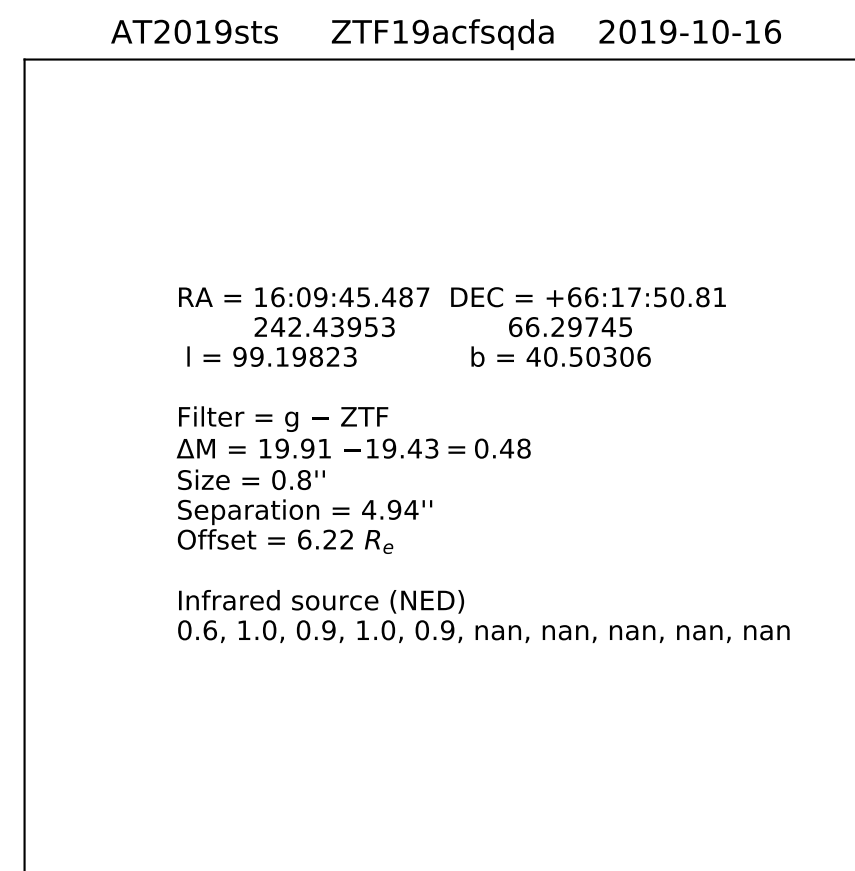 AT2019sts ZTF19acfsqda 2019-10-16
RA = 16:09:45.487 DEC = +66:17:50.81
242.43953 66.29745
l = 99.19823 b = 40.50306
Filter = g − ZTF
ΔM = 19.91 −19.43 = 0.48
Size = 0.8''
Separation = 4.94''
Offset = 6.22 Re
Infrared source (NED)
0.6, 1.0, 0.9, 1.0, 0.9, nan, nan, nan, nan, nan